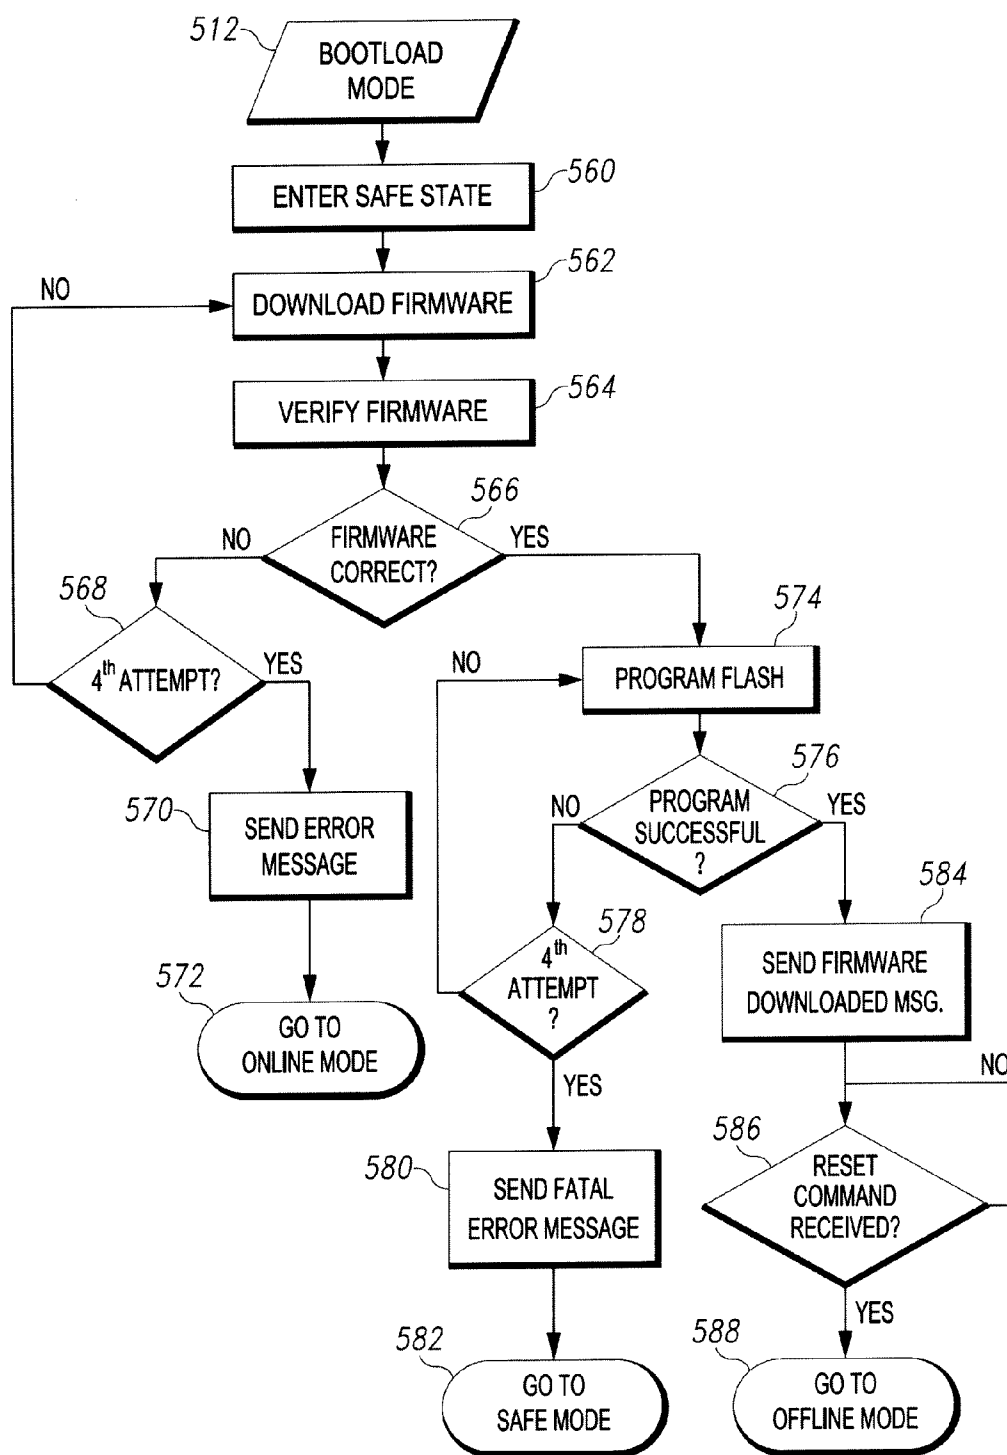 512
BOOTLOAD
MODE
560
ENTER SAFE STATE
562
NO
DOWNLOAD FIRMWARE
564
VERIFY FIRMWARE
566
NO
FIRMWARE
CORRECT?
YES
568
4th ATTEMPT?
YES
574
NO
PROGRAM FLASH
576
570
SEND ERROR
MESSAGE
NO
PROGRAM
SUCCESSFUL
?
YES
584
578
4th
ATTEMPT
?
SEND FIRMWARE
DOWNLOADED MSG.
572
GO TO
ONLINE MODE
YES
NO
586
RESET
COMMAND
RECEIVED?
580
SEND FATAL
ERROR MESSAGE
YES
582
GO TO
SAFE MODE
588
GO TO
OFFLINE MODE